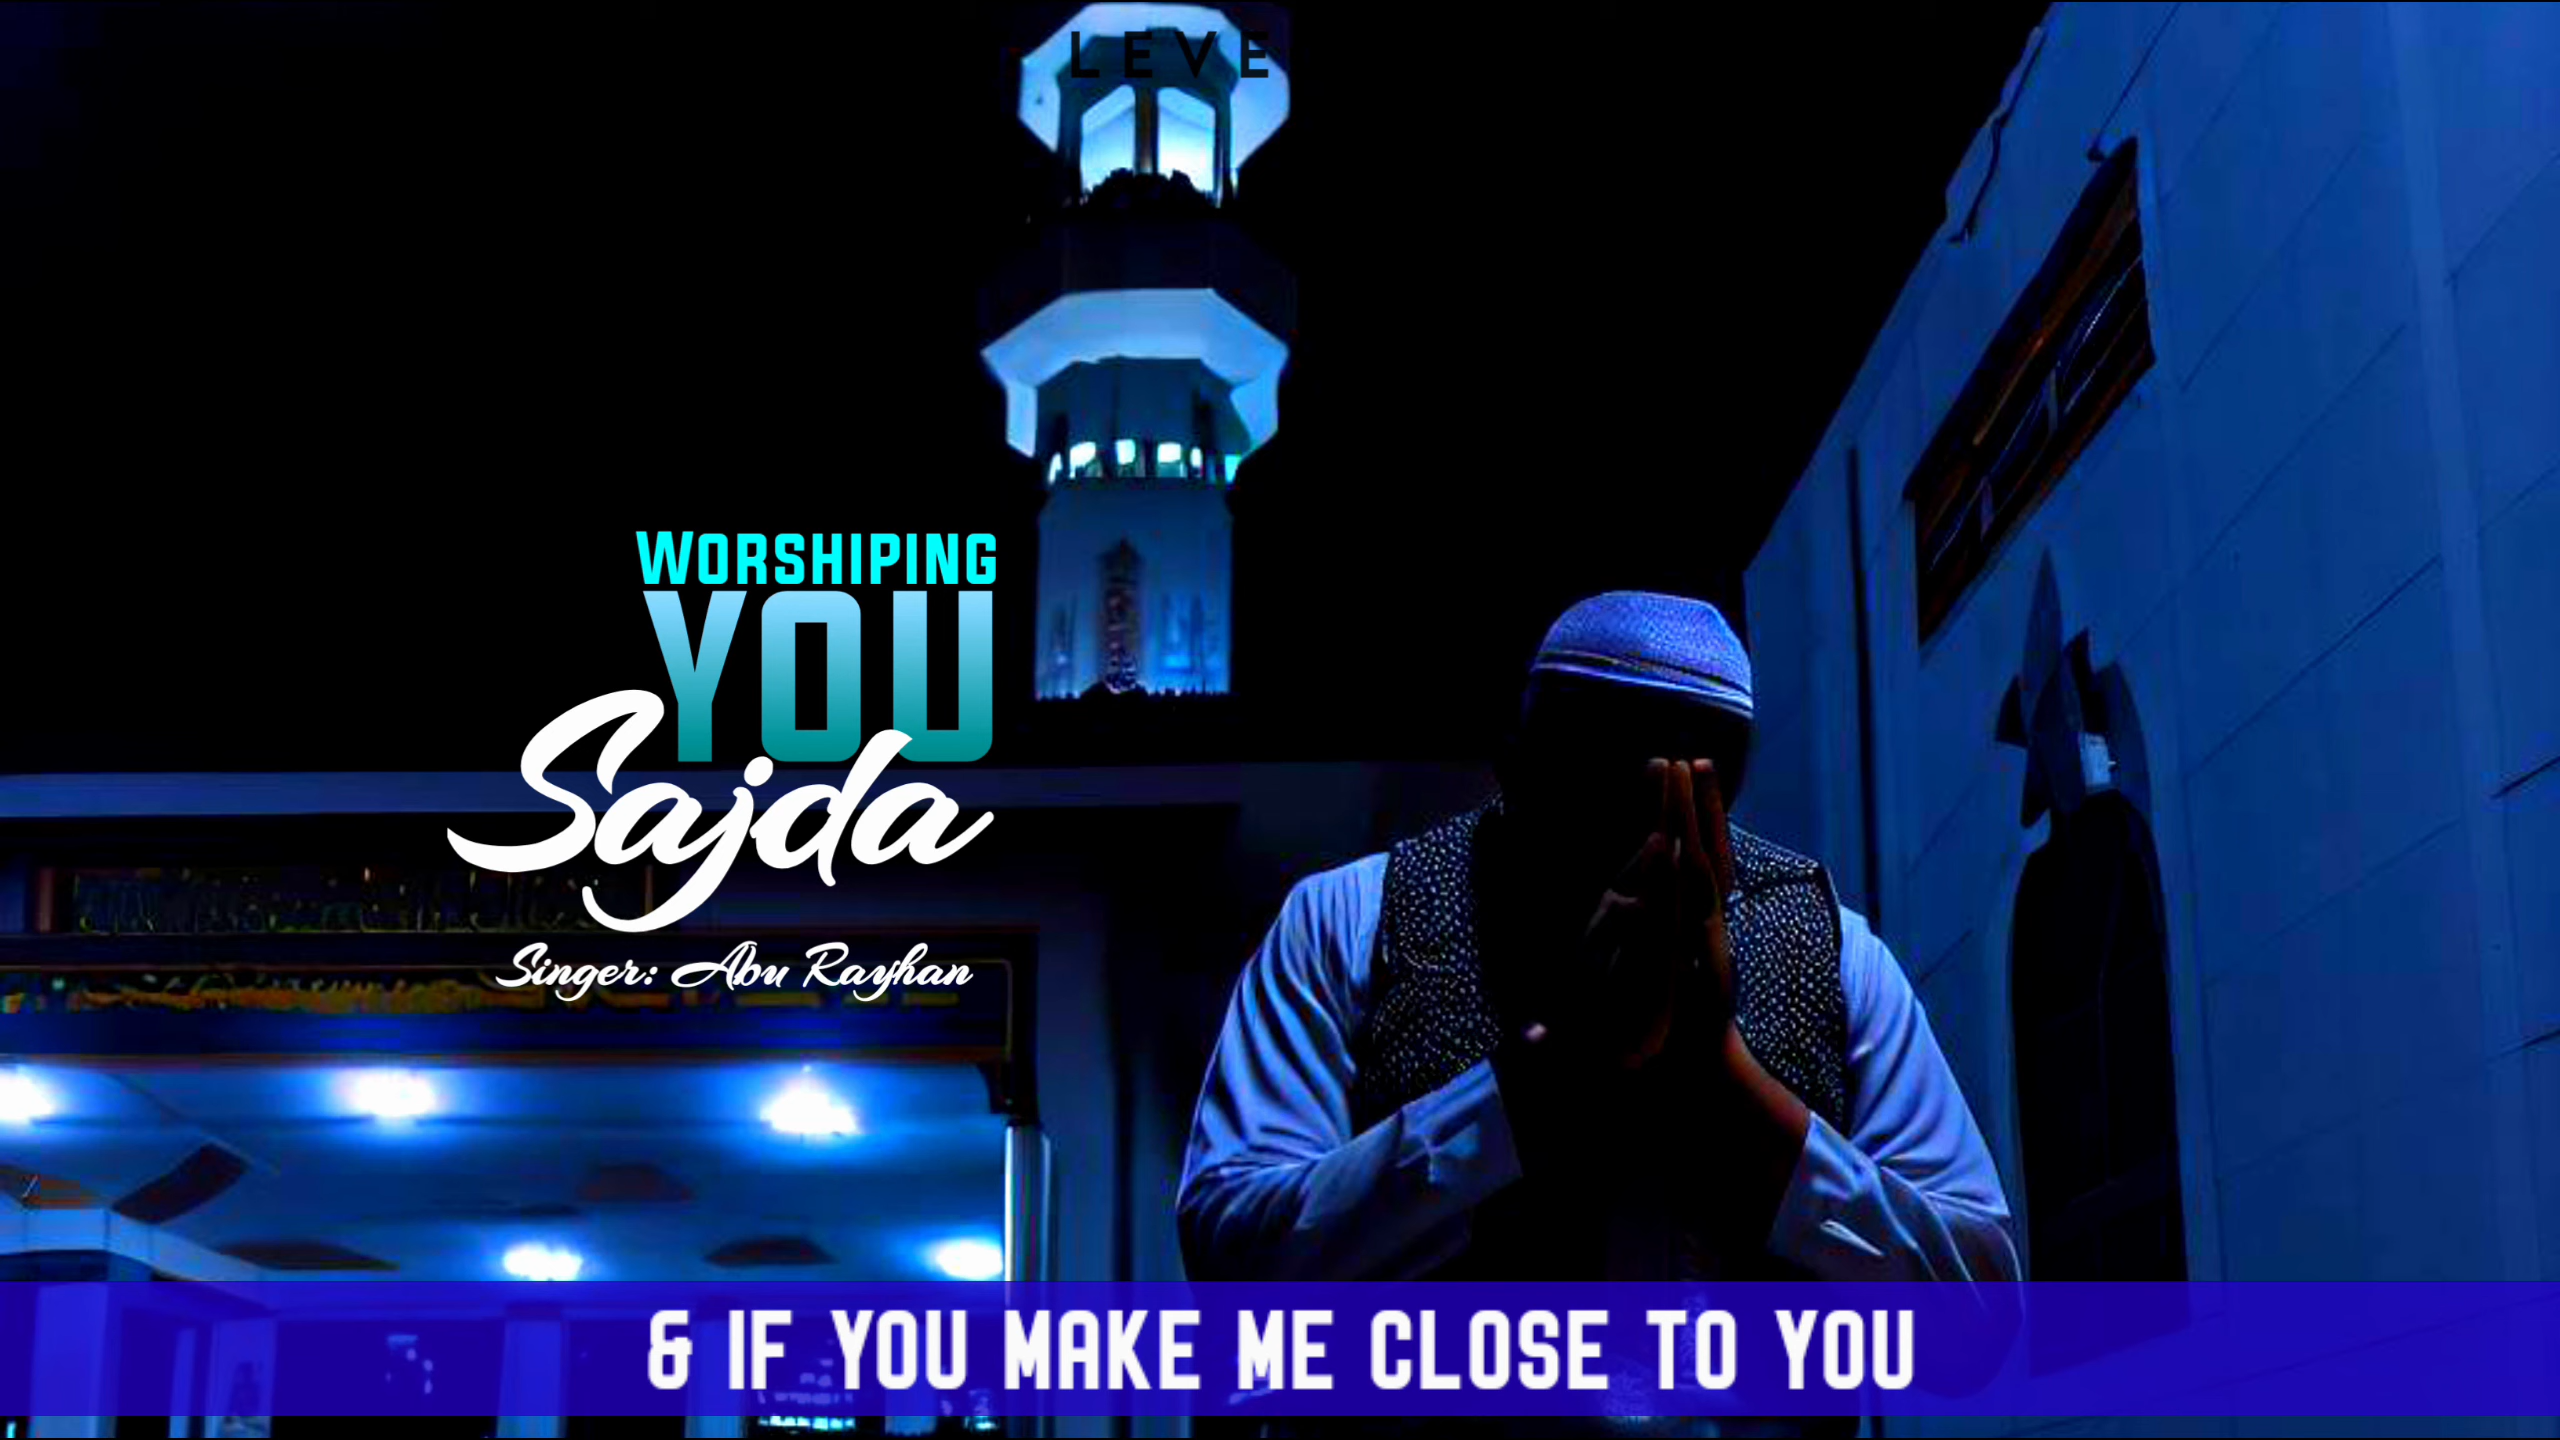 LEVE
WORSHIPING
YOU
Sajda
Singer: Abu Rayhan
& IF YOU MAKE ME CLOSE TO YOU